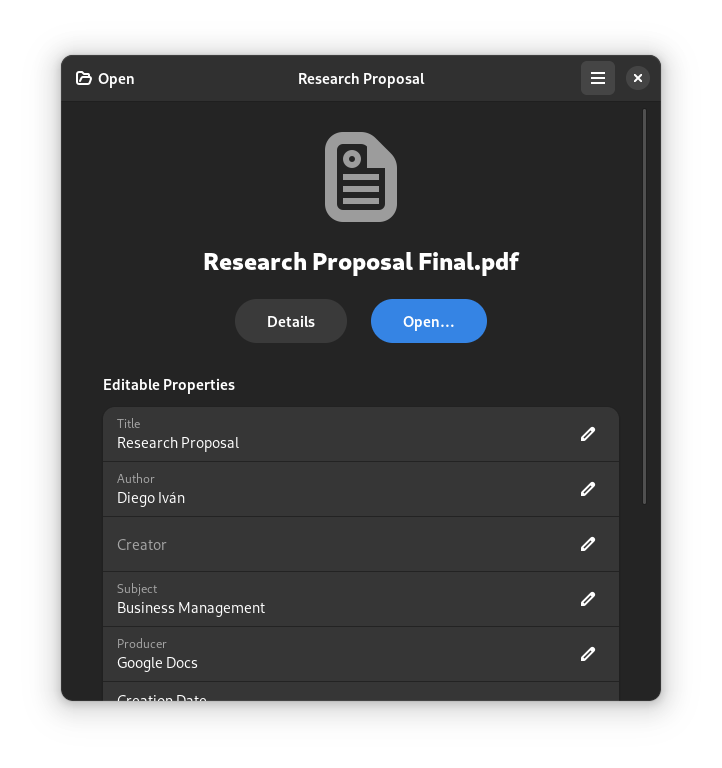 Open
Research Proposal
Research Proposal Final.pdf
Details
Open...
Editable Properties
Title
Research Proposal
Author
Diego Iván
Creator
Subject
Business Management
Producer
Google Docs
Creation Date